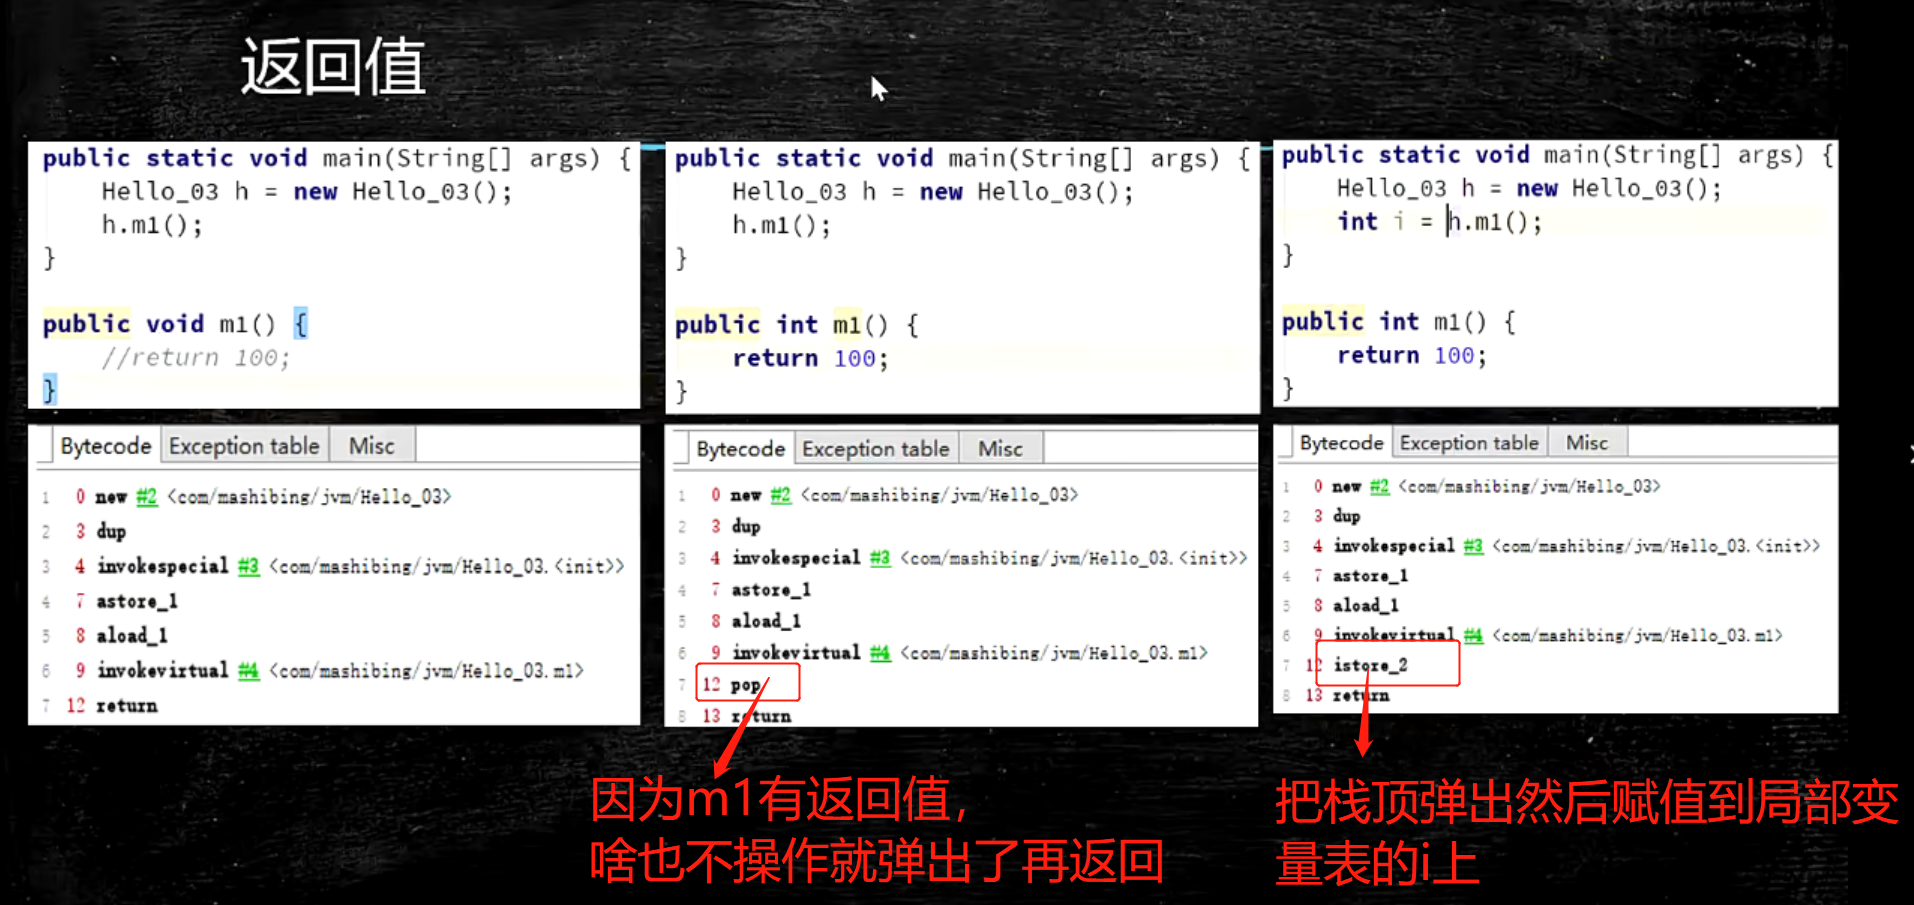 返回值
public static void main(String[] args) {
Hello_03 h = new Hello_03();
h.m1();
}
public void m1() {
//return 100;
}
public static void main(String[] args) {
Hello_03 h = new Hello_03();
h.m1();
}
public int m1() {
return 100;
}
public static void main(String[] args) {
Hello_03 h = new Hello_03();
int i = h.m1();
}
public int m1() {
return 100;
}
Bytecode Exception table Misc
1 0 new #2 <com/mashibing/jvm/Hello_03>
2 3 dup
3 4 invokespecial #3 <com/mashibing/jvm/Hello_03.<init>>
4 7 astore_1
5 8 aload_1
6 9 invokevirtual #4 <com/mashibing/jvm/Hello_03.m1>
7 12 return
Bytecode Exception table Misc
1 0 new #2 <com/mashibing/jvm/Hello_03>
2 3 dup
3 4 invokespecial #3 <com/mashibing/jvm/Hello_03.<init>>
4 7 astore_1
5 8 aload_1
6 9 invokevirtual #4 <com/mashibing/jvm/Hello_03.m1>
7 12 pop
8 13 return
Bytecode Exception table Misc
1 0 new #2 <com/mashibing/jvm/Hello_03>
2 3 dup
3 4 invokespecial #3 <com/mashibing/jvm/Hello_03.<init>>
4 7 astore_1
5 8 aload_1
6 9 invokevirtual #4 <com/mashibing/jvm/Hello_03.m1>
7 12 istore_2
8 13 return
因为m1有返回值，
啥也不操作就弹出了再返回
把栈顶弹出然后赋值到局部变
量表的i上